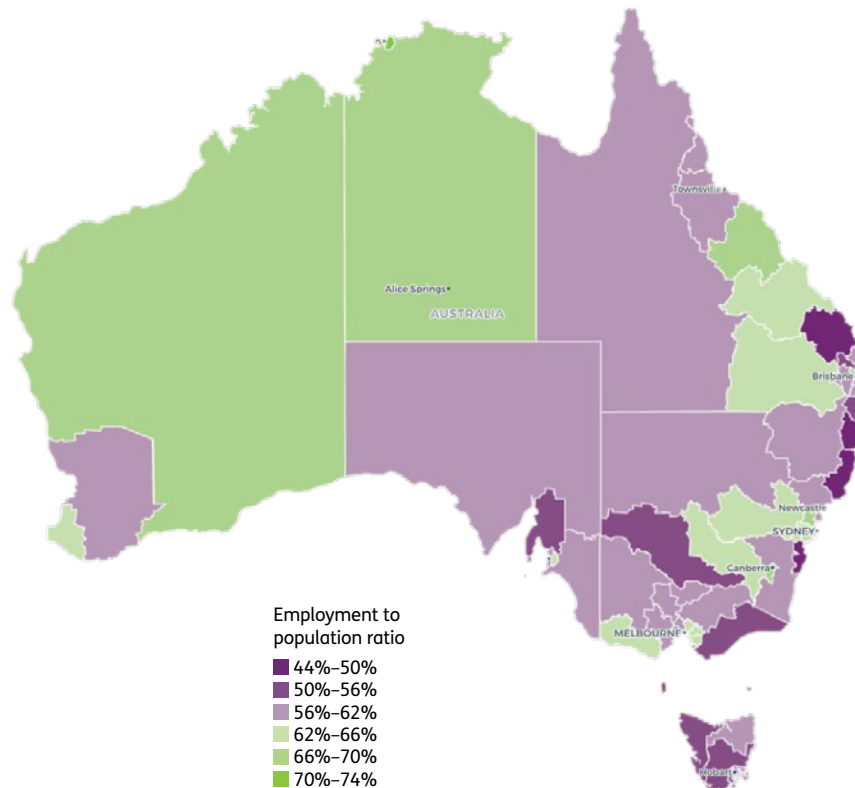 Townsville
Alice Springs
AUSTRALIA
Brisbane
Newcastle
SYDNEY
Canberra
MELBOURNE
Hobart
Employment to
population ratio
44%–50%
50%–56%
56%–62%
62%–66%
66%–70%
70%–74%